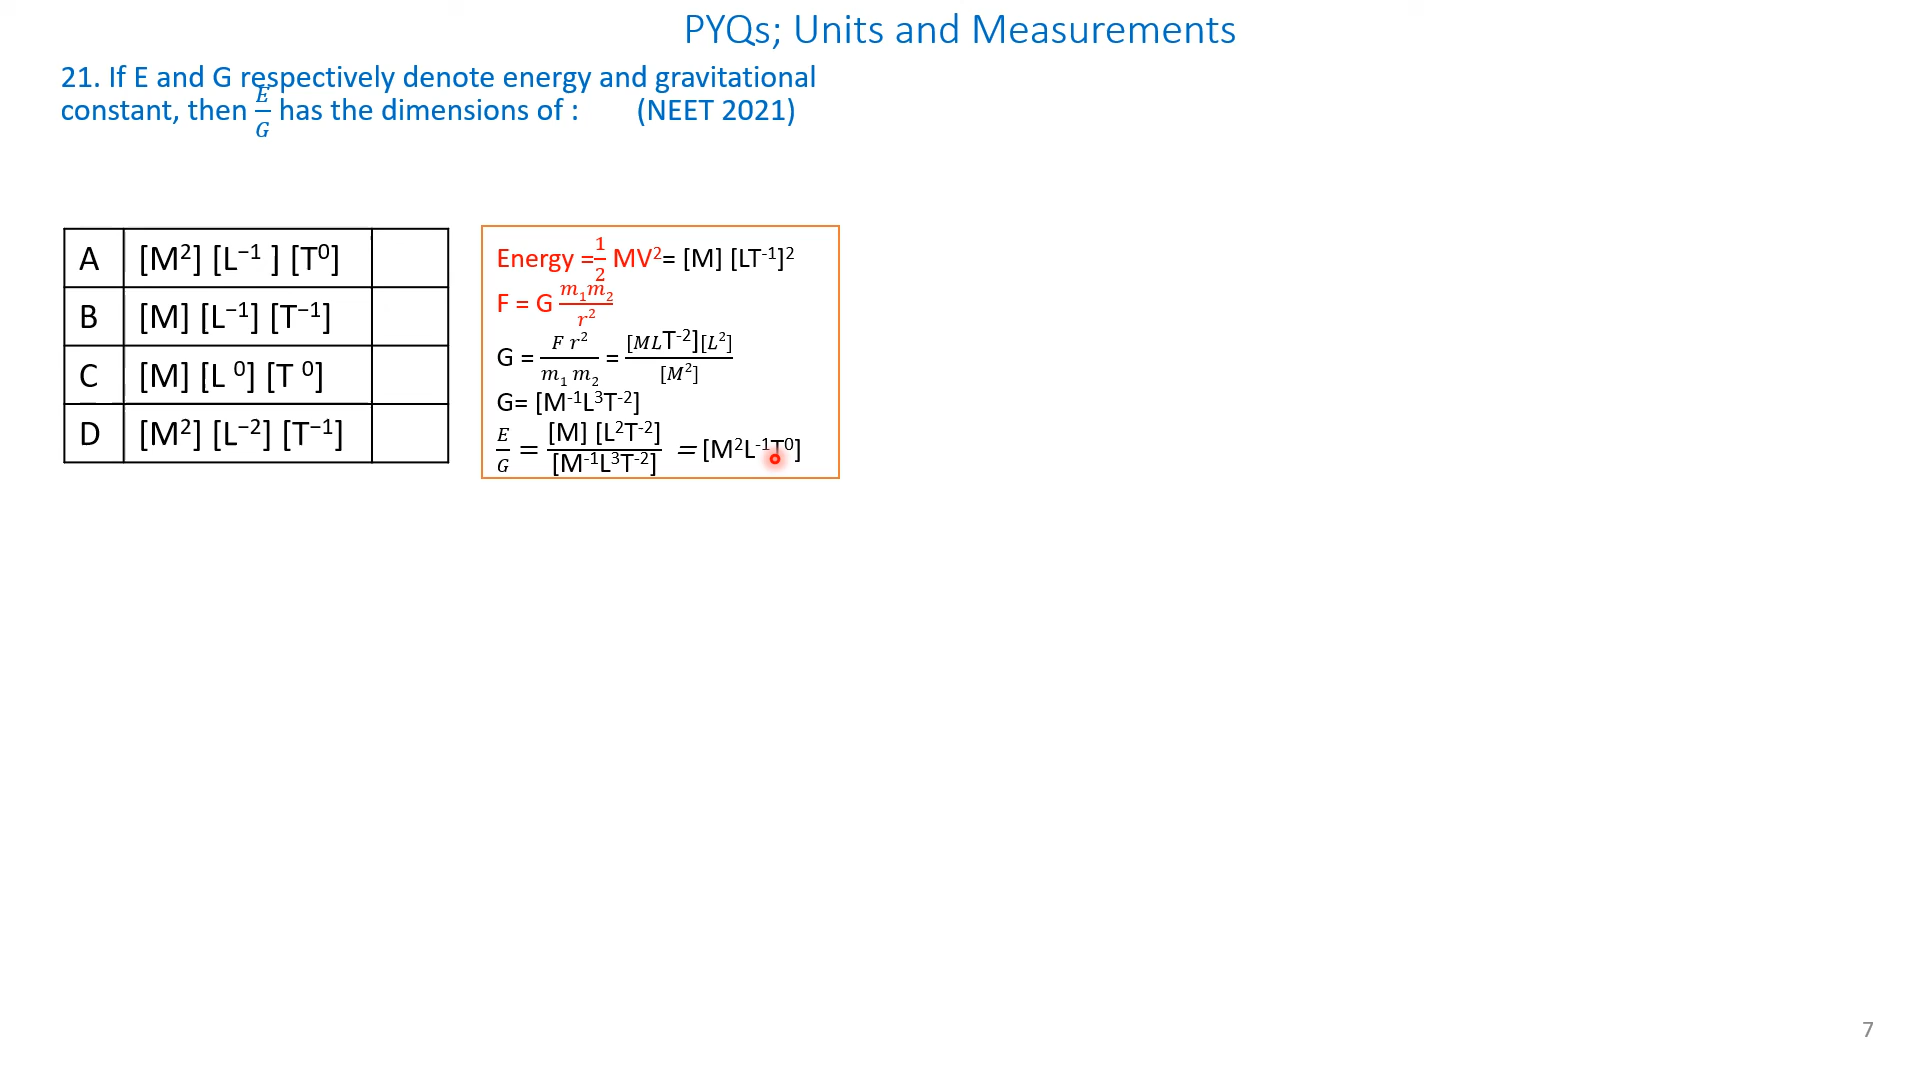 PYQs; Units and Measurements
21. If E and G respectively denote energy and gravitational
constant, then E/G has the dimensions of : (NEET 2021)
A [M²] [L⁻¹ ] [T⁰]
B [M] [L⁻¹] [T⁻¹]
C [M] [L ⁰] [T ⁰]
D [M²] [L⁻²] [T⁻¹]
Energy =1/2 MV²= [M] [LT⁻¹]²
F = G m₁m₂/r²
G = F r²/m₁ m₂ = [MLT⁻²][L²]/[M²]
G= [M⁻¹L³T⁻²]
E/G = [M] [L²T⁻²]/[M⁻¹L³T⁻²] = [M²L⁻¹T⁰]
7